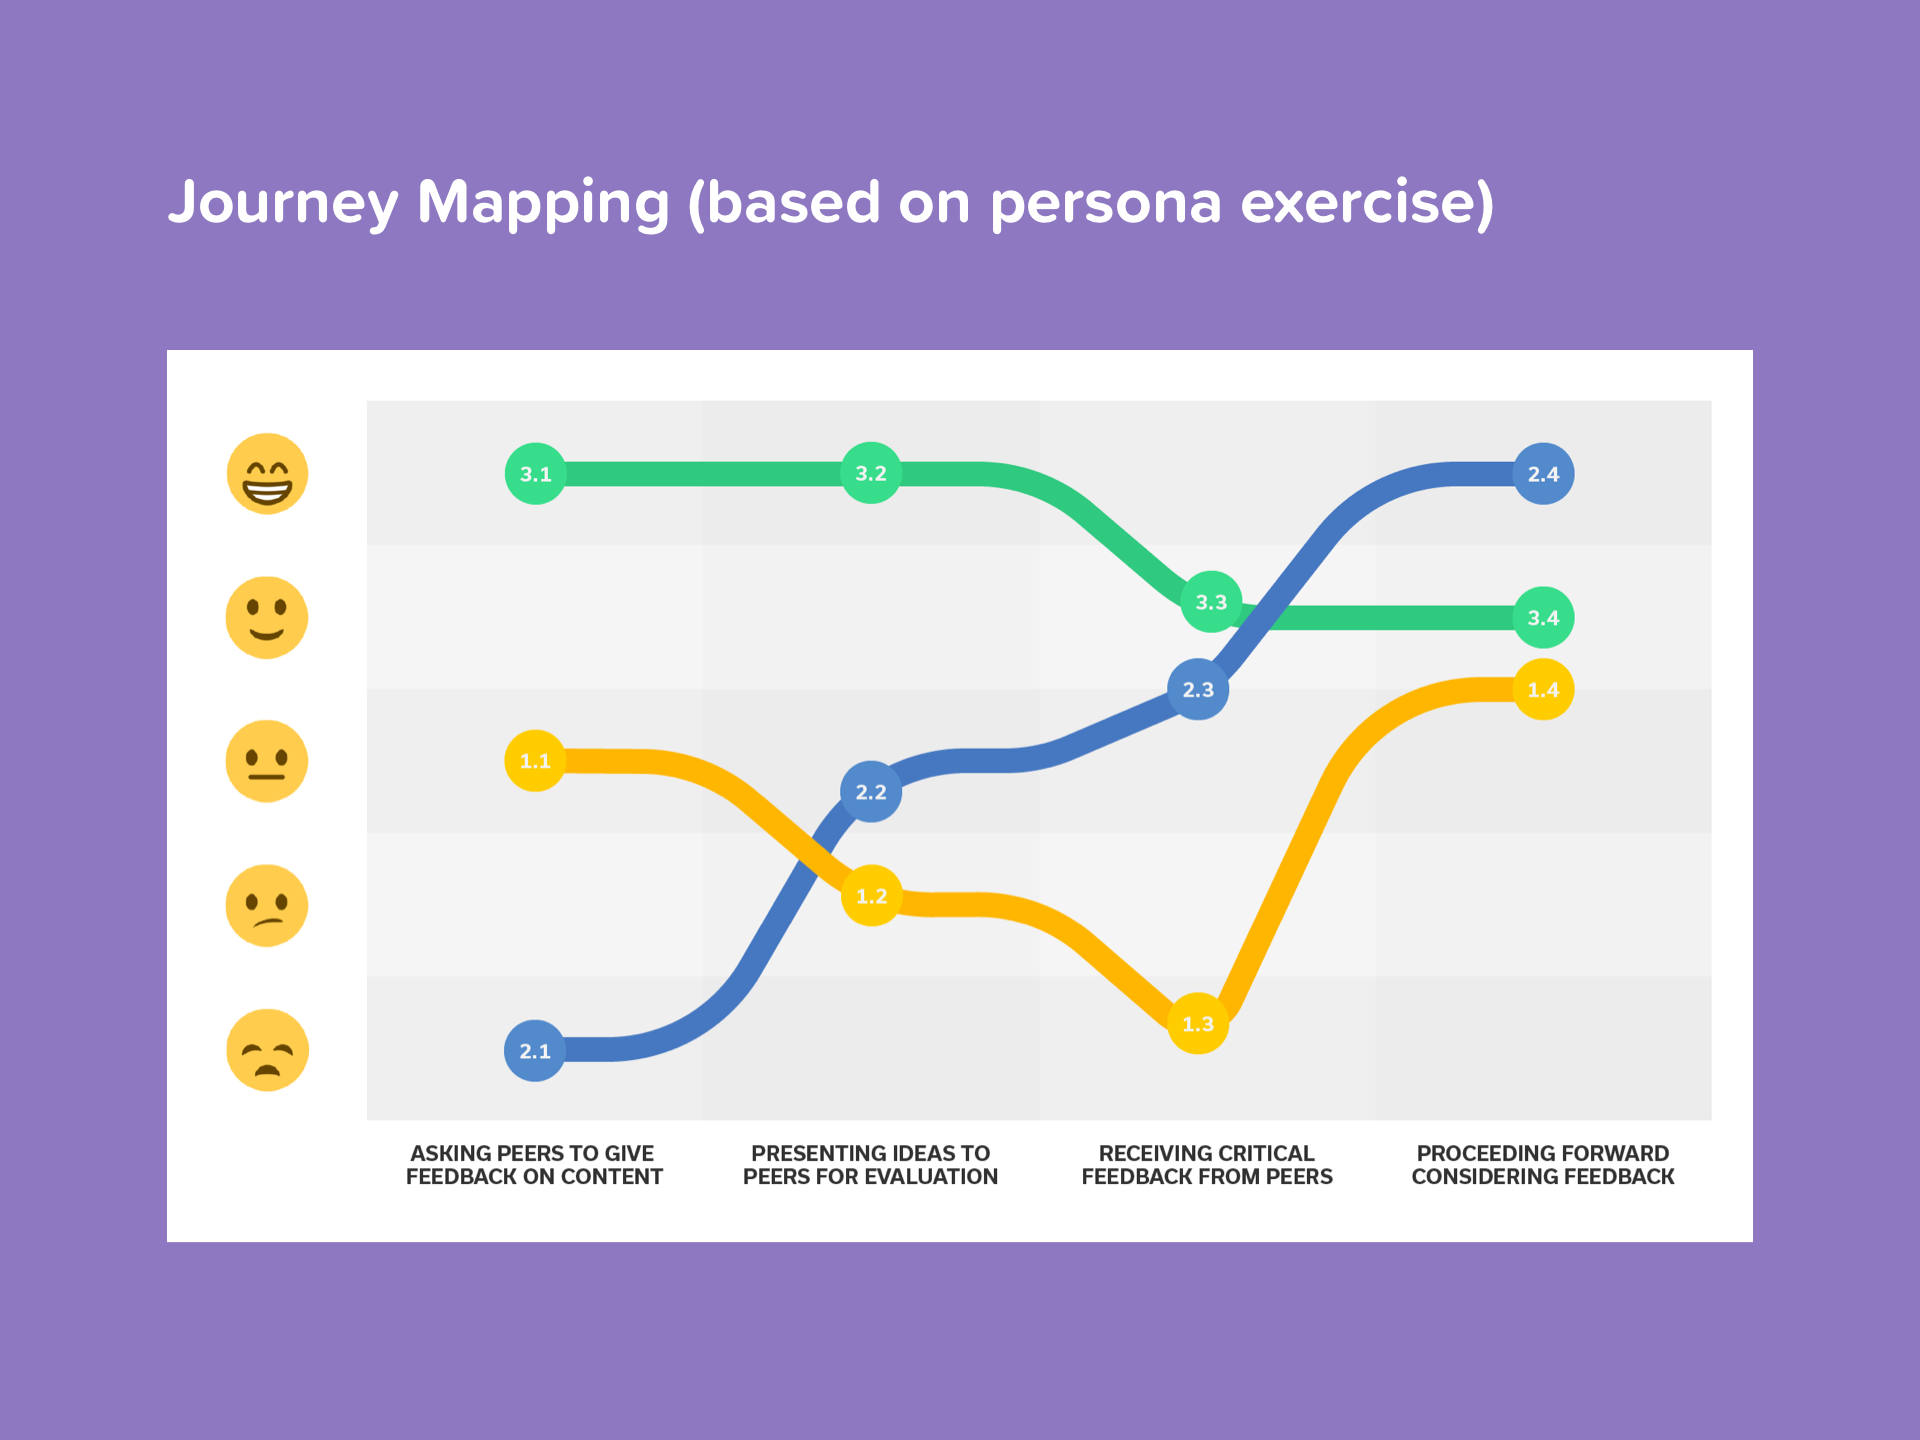 Journey Mapping (based on persona exercise)
3.1
3.2
2.4
3.3
3.4
2.3
1.4
1.1
2.2
1.2
1.3
2.1
ASKING PEERS TO GIVE
FEEDBACK ON CONTENT
PRESENTING IDEAS TO
PEERS FOR EVALUATION
RECEIVING CRITICAL
FEEDBACK FROM PEERS
PROCEEDING FORWARD
CONSIDERING FEEDBACK